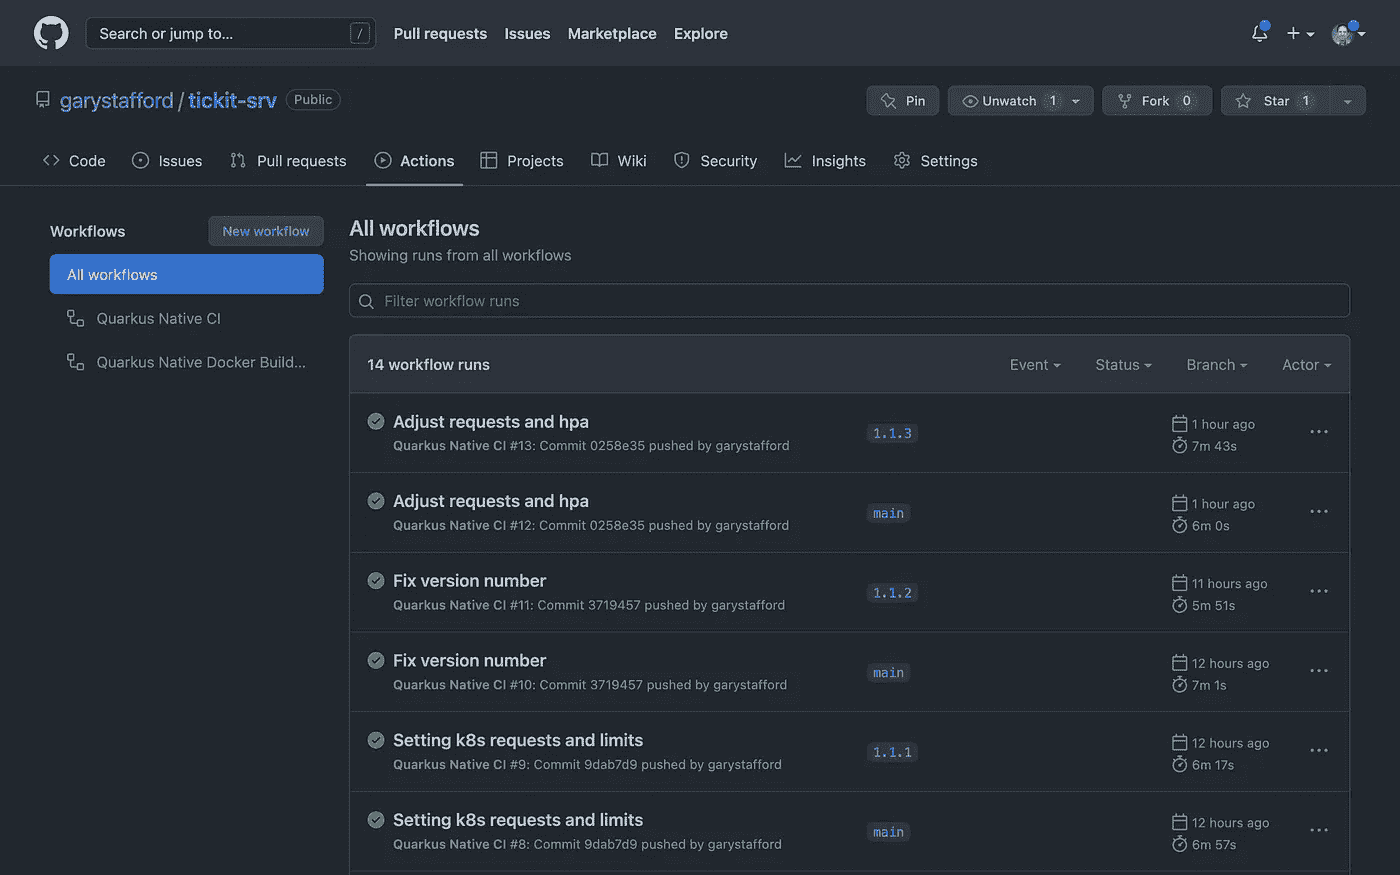 Search or jump to... / Pull requests Issues Marketplace Explore
garystafford / tickit-srv Public Pin Unwatch 1 Fork 0 Star 1
Code Issues Pull requests Actions Projects Wiki Security Insights Settings
Workflows New workflow
All workflows
Quarkus Native CI
Quarkus Native Docker Build...
All workflows
Showing runs from all workflows
Filter workflow runs
14 workflow runs Event Status Branch Actor
Adjust requests and hpa
Quarkus Native CI #13: Commit 0258e35 pushed by garystafford
1.1.3
1 hour ago
7m 43s
Adjust requests and hpa
Quarkus Native CI #12: Commit 0258e35 pushed by garystafford
main
1 hour ago
6m 0s
Fix version number
Quarkus Native CI #11: Commit 3719457 pushed by garystafford
1.1.2
11 hours ago
5m 51s
Fix version number
Quarkus Native CI #10: Commit 3719457 pushed by garystafford
main
12 hours ago
7m 1s
Setting k8s requests and limits
Quarkus Native CI #9: Commit 9dab7d9 pushed by garystafford
1.1.1
12 hours ago
6m 17s
Setting k8s requests and limits
Quarkus Native CI #8: Commit 9dab7d9 pushed by garystafford
main
12 hours ago
6m 57s